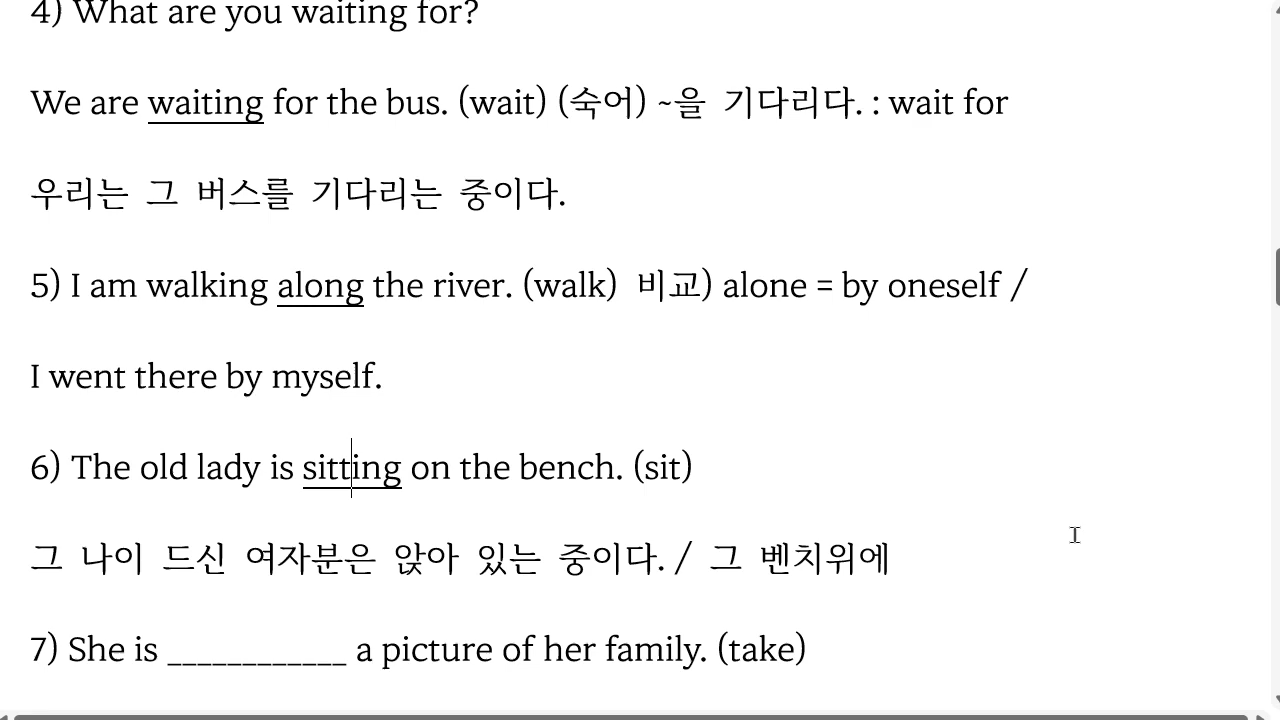 4) What are you waiting for?
We are waiting for the bus. (wait) (숙어) ~을 기다리다. : wait for
우리는 그 버스를 기다리는 중이다.
5) I am walking along the river. (walk) 비교) alone = by oneself /
I went there by myself.
6) The old lady is sitting on the bench. (sit)
그 나이 드신 여자분은 앉아 있는 중이다. / 그 벤치위에
7) She is ____________ a picture of her family. (take)